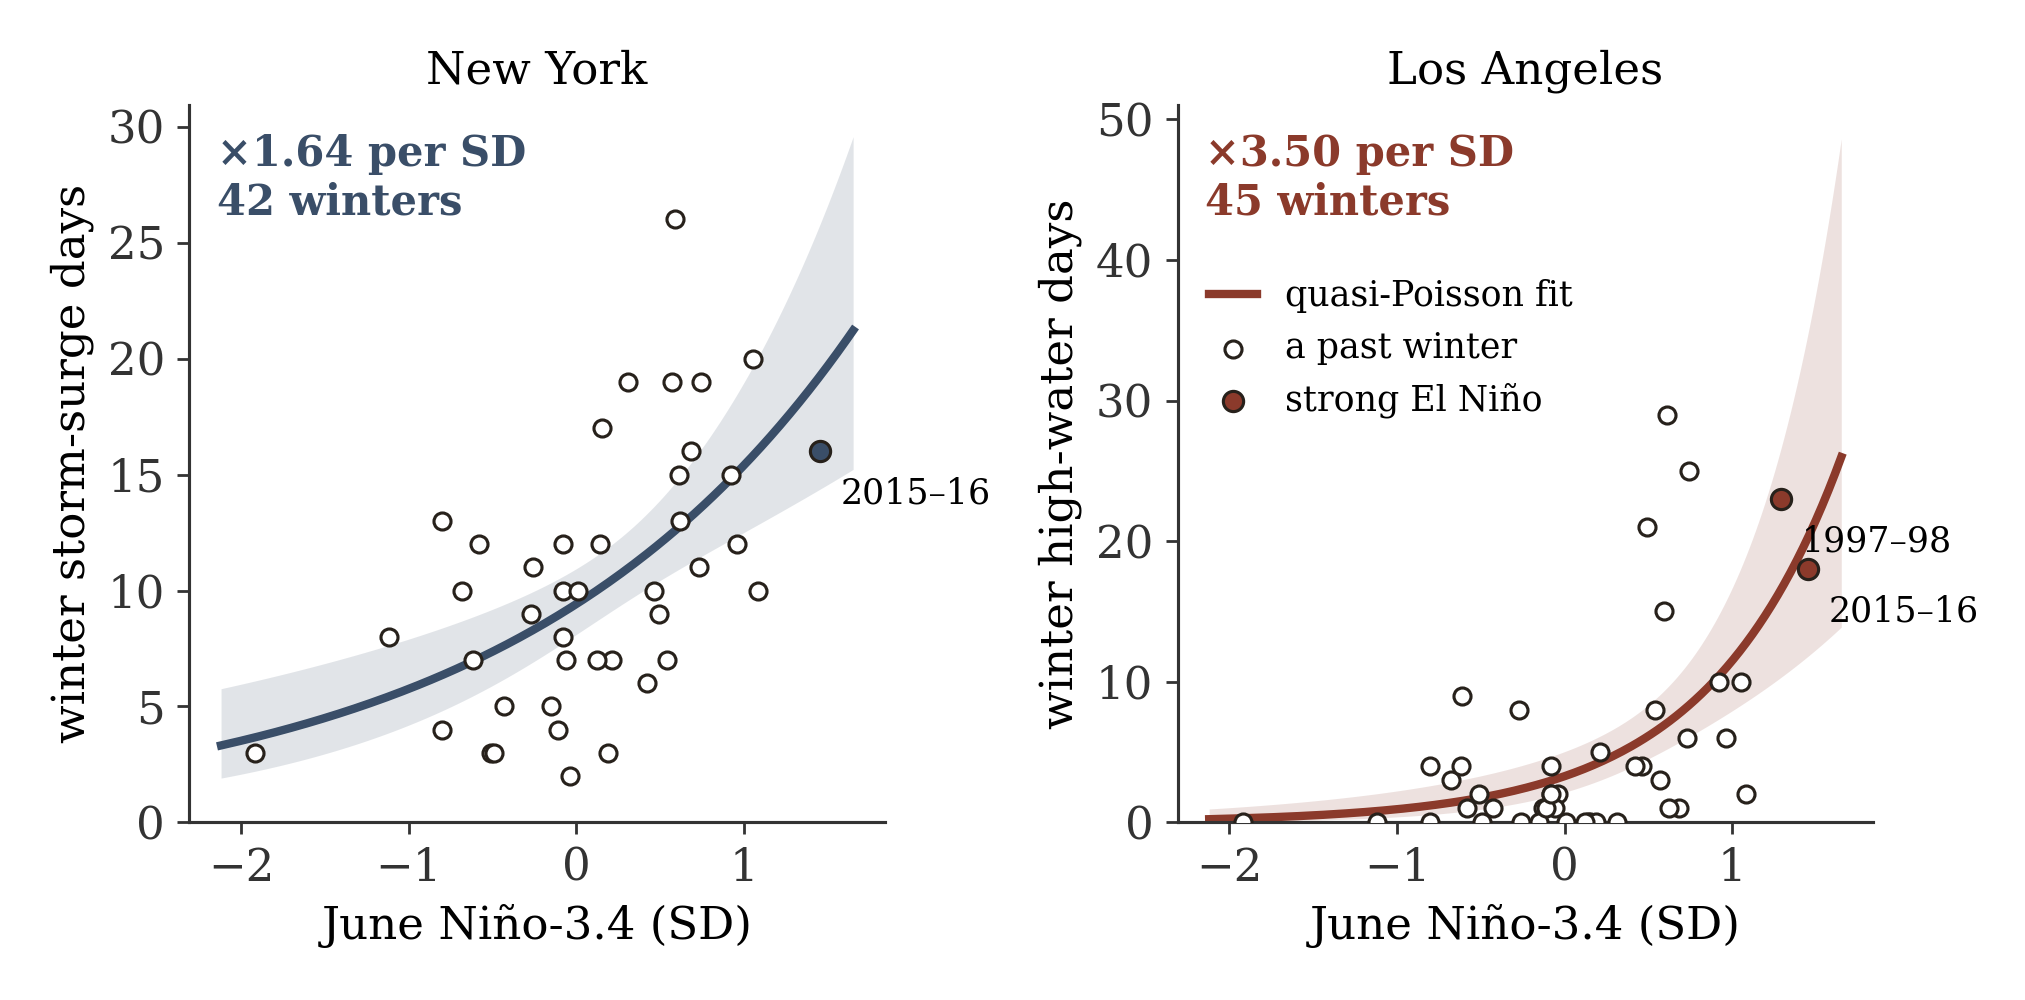 New York
×1.64 per SD
42 winters
winter storm-surge days
30
25
20
15
10
5
0
2015–16
−2
−1
0
1
June Niño-3.4 (SD)
Los Angeles
×3.50 per SD
45 winters
quasi-Poisson fit
a past winter
strong El Niño
winter high-water days
50
40
30
20
10
0
1997–98
2015–16
−2
−1
0
1
June Niño-3.4 (SD)